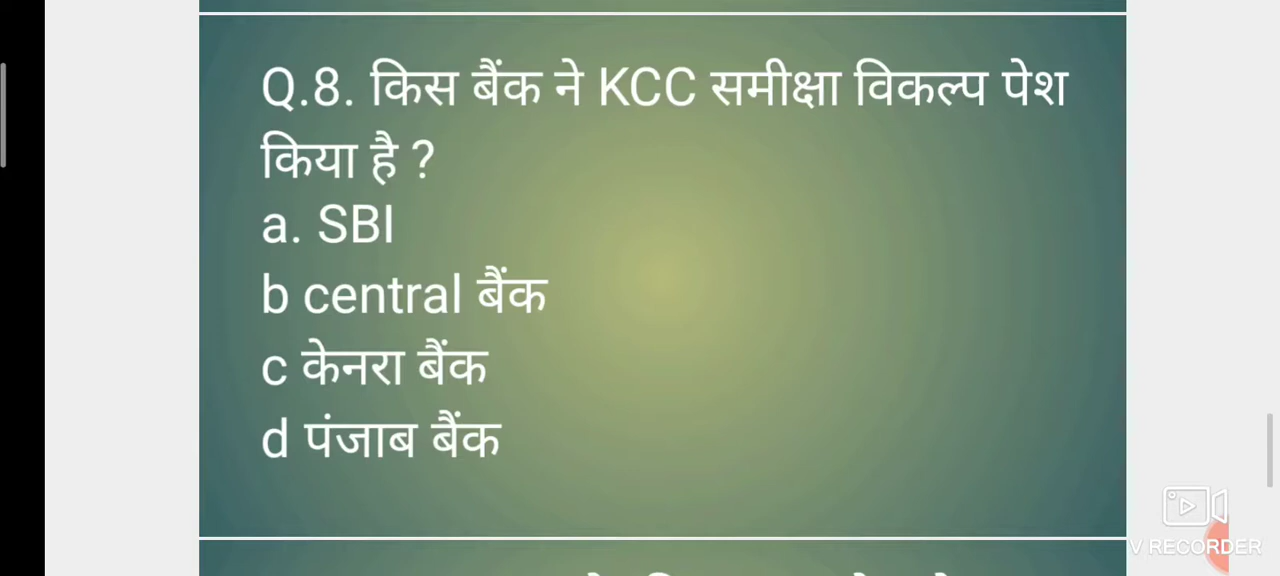 Q.8. किस बैंक ने KCC समीक्षा विकल्प पेश
किया है ?
a. SBI
b central बैंक
c केनरा बैंक
d पंजाब बैंक
V RECORDER